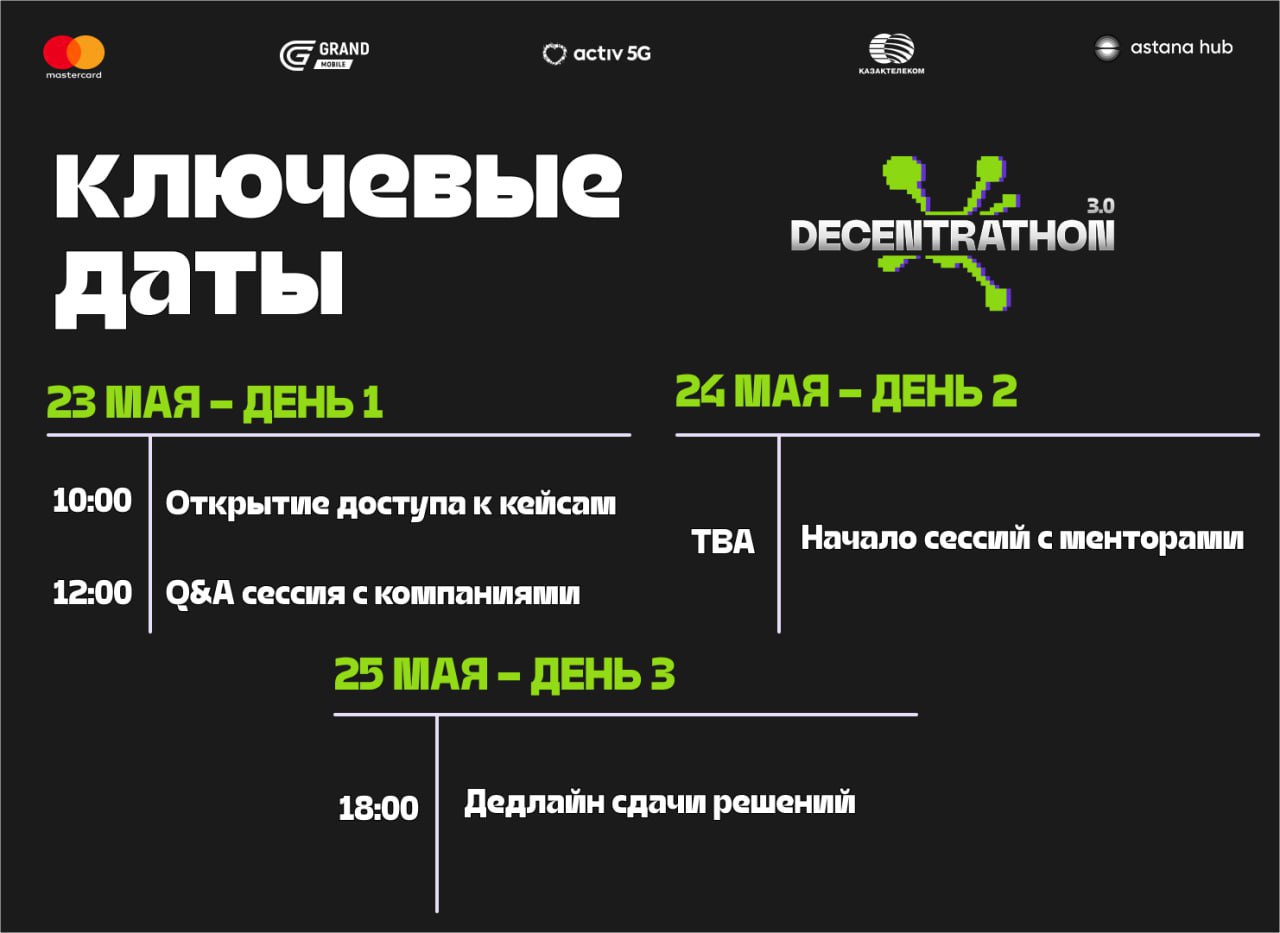 mastercard
GRAND
MOBILE
activ 5G
КАЗАКТЕЛЕКОМ
astana hub
ключевые
даты
3.0
DECENTRATHON
23 МАЯ – ДЕНЬ 1
10:00 Открытие доступа к кейсам
12:00 Q&A сессия с компаниями
24 МАЯ – ДЕНЬ 2
TBA Начало сессий с менторами
25 МАЯ – ДЕНЬ 3
18:00 Дедлайн сдачи решений